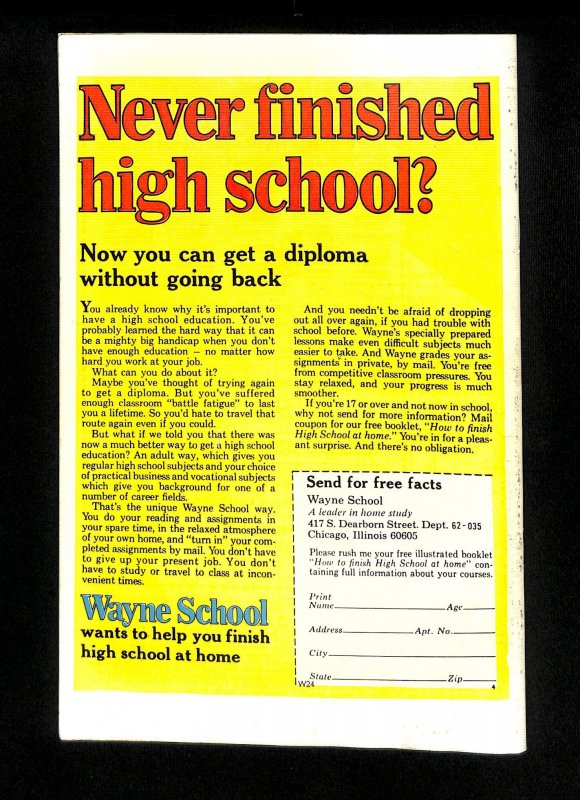 Never finished
high school?
Now you can get a diploma
without going back
You already know why it's important to
have a high school education. You've
probably learned the hard way that it can
be a mighty big handicap when you don't
have enough education – no matter how
hard you work at your job.
What can you do about it?
Maybe you've thought of trying again
to get a diploma. But you've suffered
enough classroom "battle fatigue" to last
you a lifetime. So you'd hate to travel that
route again even if you could.
But what if we told you that there was
now a much better way to get a high school
education? An adult way, which gives you
regular high school subjects and your choice
of practical business and vocational subjects
which give you background for one of a
number of career fields.
That's the unique Wayne School way.
You do your reading and assignments in
your spare time, in the relaxed atmosphere
of your own home, and "turn in" your com-
pleted assignments by mail. You don't have
to give up your present job. You don't
have to study or travel to class at incon-
venient times.
Wayne School
wants to help you finish
high school at home
And you needn't be afraid of dropping
out all over again, if you had trouble with
school before. Wayne's specially prepared
lessons make even difficult subjects much
easier to take. And Wayne grades your as-
signments in private, by mail. You're free
from competitive classroom pressures. You
stay relaxed, and your progress is much
smoother.
If you're 17 or over and not now in school,
why not send for more information? Mail
coupon for our free booklet, "How to finish
High School at home." You're in for a pleas-
ant surprise. And there's no obligation.
Send for free facts
Wayne School
A leader in home study
417 S. Dearborn Street. Dept. 62-035
Chicago, Illinois 60605
Please rush me your free illustrated booklet
"How to finish High School at home" con-
taining full information about your courses.
Print
Name Age
Address Apt. No.
City
State Zip
W24 4